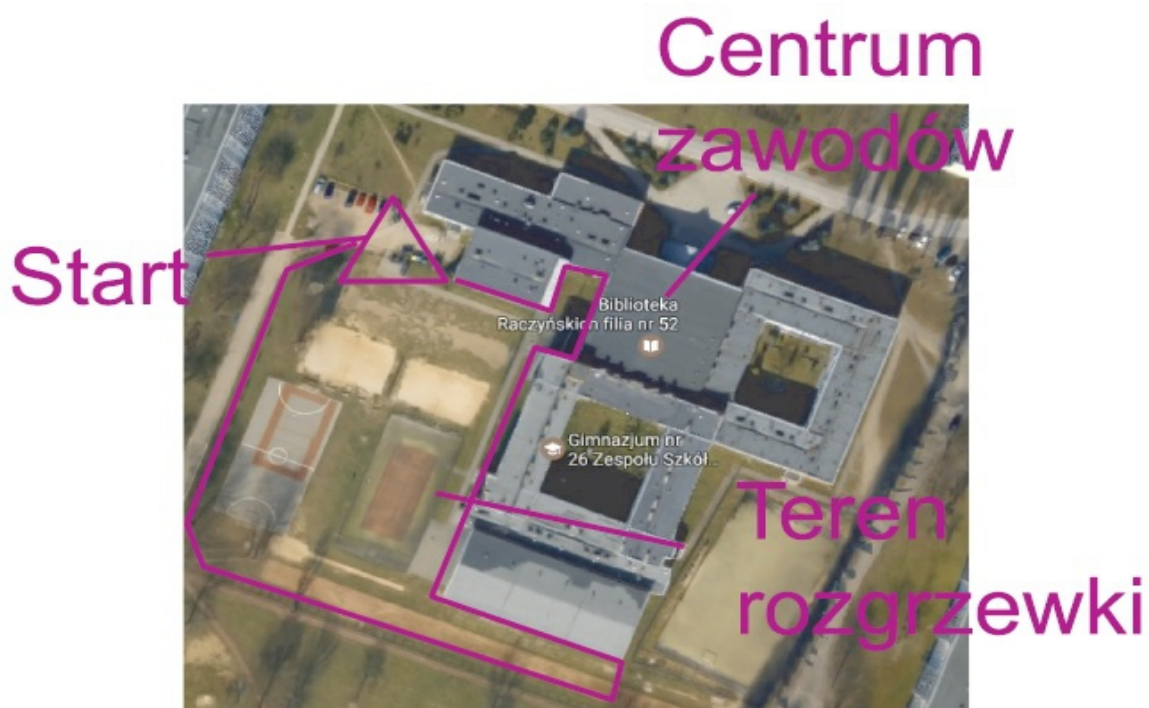 Centrum
zawodów
Start
Biblioteka
Raczyńskich filia nr 52
Gimnazjum nr
26 Zespołu Szkół...
Teren
rozgrzewki